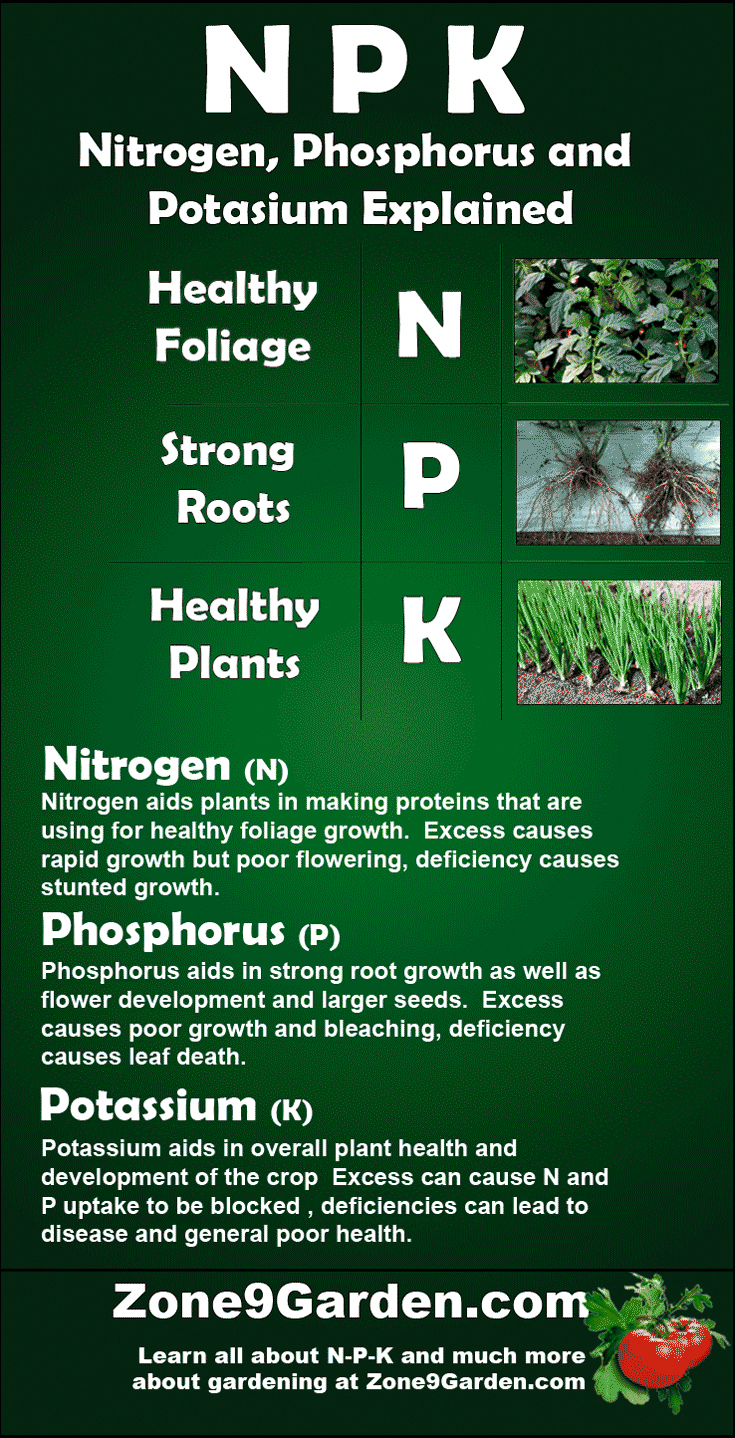 N P K
Nitrogen, Phosphorus and
Potasium Explained
Healthy
Foliage
N
Strong
Roots
P
Healthy
Plants
K
Nitrogen (N)
Nitrogen aids plants in making proteins that are
using for healthy foliage growth.  Excess causes
rapid growth but poor flowering, deficiency causes
stunted growth.
Phosphorus (P)
Phosphorus aids in strong root growth as well as
flower development and larger seeds.  Excess
causes poor growth and bleaching, deficiency
causes leaf death.
Potassium (K)
Potassium aids in overall plant health and
development of the crop  Excess can cause N and
P uptake to be blocked , deficiencies can lead to
disease and general poor health.
Zone9Garden.com
Learn all about N-P-K and much more
about gardening at Zone9Garden.com